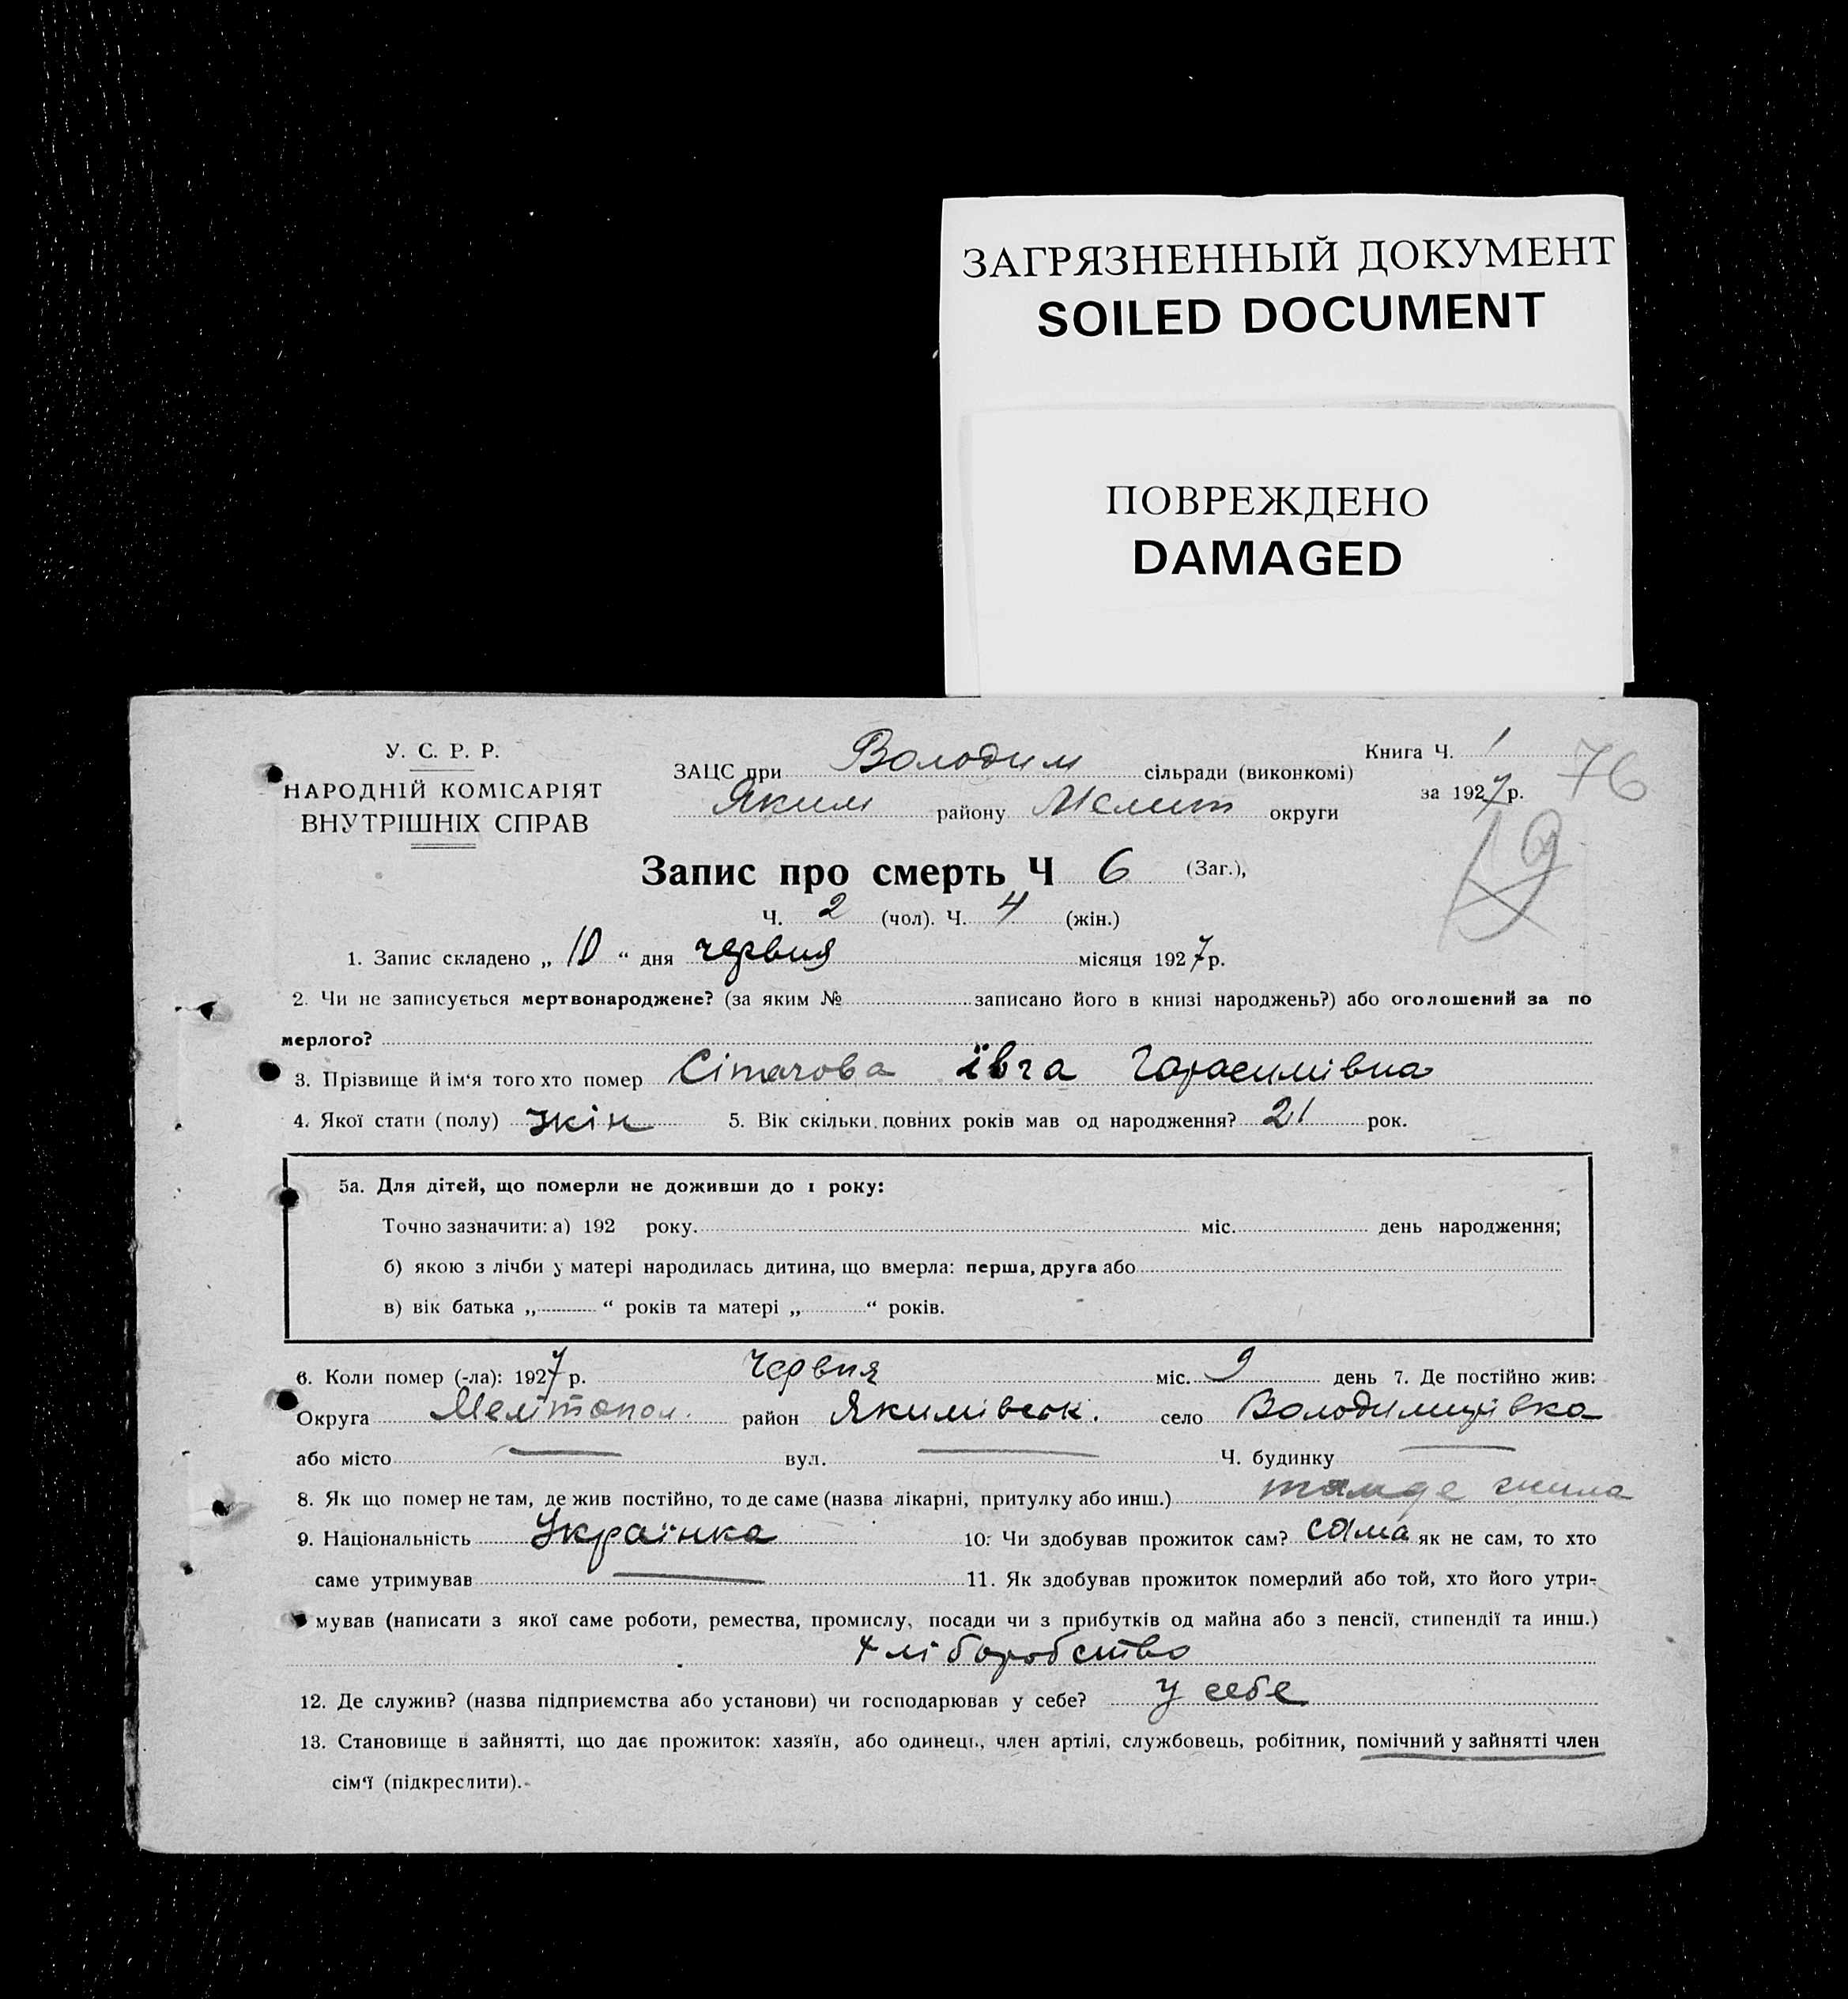 ЗАГРЯЗНЕННЫЙ ДОКУМЕНТ
SOILED DOCUMENT
ПОВРЕЖДЕНО
DAMAGED
У. С. Р. Р.
НАРОДНІЙ КОМІСАРІЯТ
ВНУТРІШНІХ СПРАВ
ЗАЦС при Володим сільради (виконкомі)
Яким району Мелит округи
Книга Ч. 1
за 1927 р.
76
19
Запис про смерть Ч 6 (Заг.),
Ч. 2 (чол). Ч. 4 (жін.)
1. Запис складено „ 10 “ дня червня місяця 1927 р.
2. Чи не записується мертвонароджене? (за яким № записано його в книзі народжень?) або оголошений за по
мерлого?
3. Прізвище й ім‘я того хто помер Ївга Гарасимівна
4. Якої стати (полу) жін 5. Вік скільки повних років мав од народження? 21 рок.
5а. Для дітей, що померли не доживши до 1 року:
Точно зазначити: а) 192 року. міс. день народження;
б) якою з лічби у матері народилась дитина, що вмерла: перша, друга або
в) вік батька „ “ років та матері „ “ років.
6. Коли помер (-ла): 1927 р. Червня міс. 9 день 7. Де постійно жив:
Округа Мелітопол. район Якимівськ. село Володимирівка
або місто — вул. — Ч. будинку —
8. Як що помер не там, де жив постійно, то де саме (назва лікарні, притулку або инш.) тамде жила
9. Національність Українка 10. Чи здобував прожиток сам? сама як не сам, то хто
саме утримував — 11. Як здобував прожиток померлий або той, хто його утри-
мував (написати з якої саме роботи, ремества, промислу, посади чи з прибутків од майна або з пенсії, стипендії та инш.)
Хліборобство
12. Де служив? (назва підприємства або установи) чи господарював у себе? у себе
13. Становище в зайнятті, що дає прожиток: хазяїн, або одинець, член артілі, службовець, робітник, помічний у зайнятті член
сім‘ї (підкреслити).